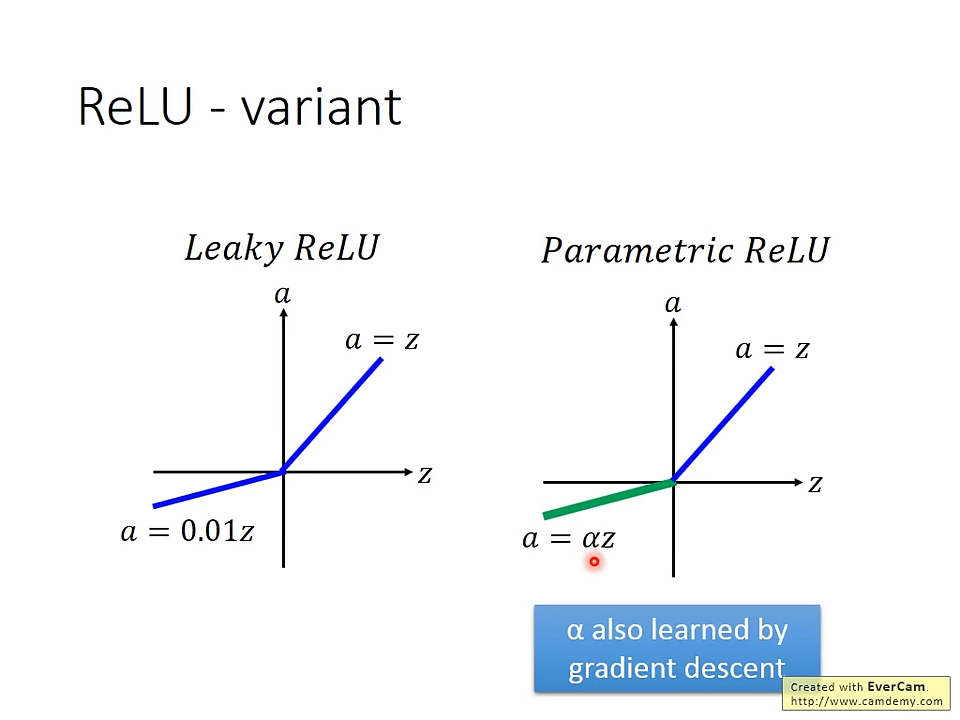 ReLU - variant
Leaky ReLU
a
a = z
z
a = 0.01z
Parametric ReLU
a
a = z
z
a = αz
α also learned by
gradient descent
Created with EverCam.
http://www.camdemy.com